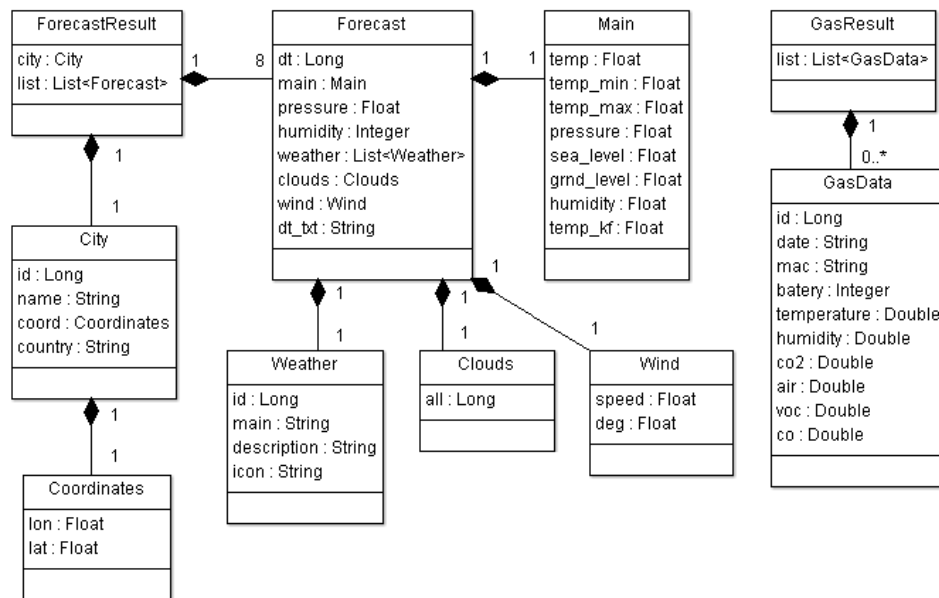 ForecastResult
city : City
list : List<Forecast>
1
8
Forecast
dt : Long
main : Main
pressure : Float
humidity : Integer
weather : List<Weather>
clouds : Clouds
wind : Wind
dt_txt : String
1
1
Main
temp : Float
temp_min : Float
temp_max : Float
pressure : Float
sea_level : Float
grnd_level : Float
humidity : Float
temp_kf : Float
GasResult
list : List<GasData>
1
0..*
GasData
id : Long
date : String
mac : String
batery : Integer
temperature : Double
humidity : Double
co2 : Double
air : Double
voc : Double
co : Double
1
1
City
id : Long
name : String
coord : Coordinates
country : String
1
1
Coordinates
lon : Float
lat : Float
1
1
Weather
id : Long
main : String
description : String
icon : String
1
1
Clouds
all : Long
1
1
Wind
speed : Float
deg : Float